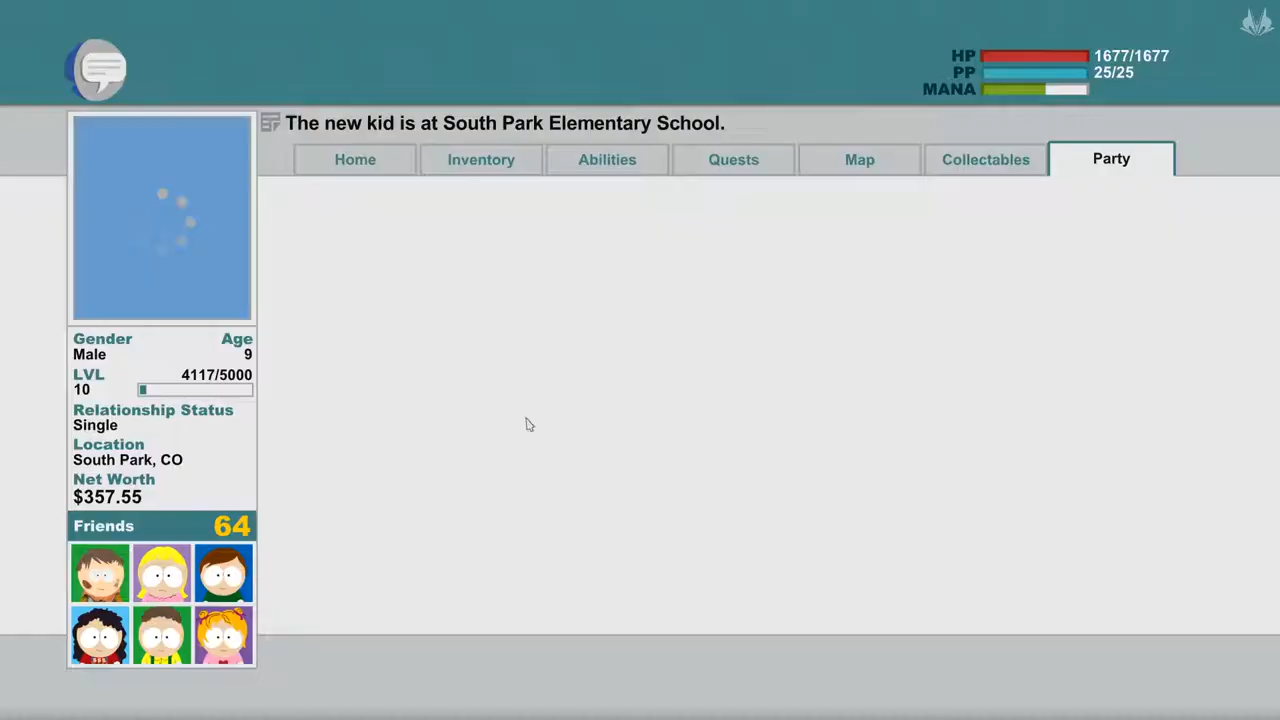 HP 1677/1677
PP 25/25
MANA
The new kid is at South Park Elementary School.
Home Inventory Abilities Quests Map Collectables Party
Gender Age
Male 9
LVL 4117/5000
10
Relationship Status
Single
Location
South Park, CO
Net Worth
$357.55
Friends 64